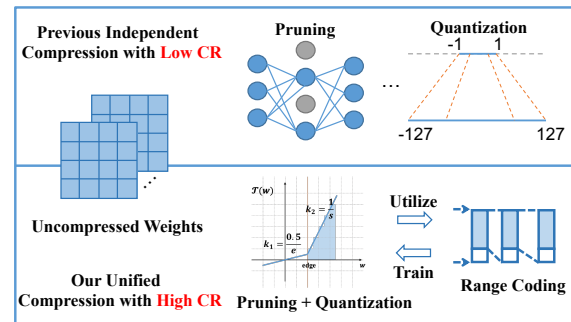 Previous Independent
Compression with Low CR
Pruning
Quantization
-1 1
...
-127 127
...
Uncompressed Weights
Our Unified
Compression with High CR
𝒯(w)
k₂ = 1/s
k₁ = 0.5/e
edge
w
Pruning + Quantization
Utilize
Train
Range Coding